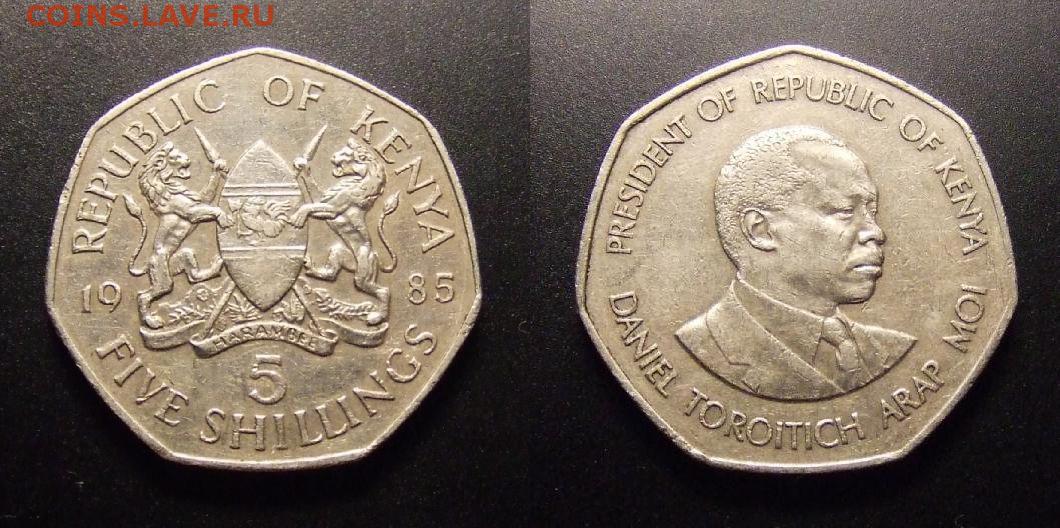 COINS.LAVE.RU
REPUBLIC OF KENYA
19 85
HARAMBEE
5
FIVE SHILLINGS
PRESIDENT OF REPUBLIC OF KENYA
DANIEL TOROITICH ARAP MOI